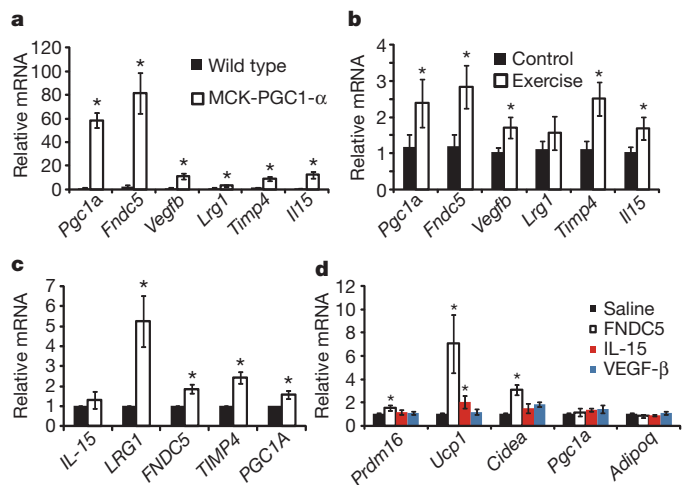 a
Relative mRNA
120
100
80
60
40
20
0
Wild type
MCK-PGC1-α
* * * * * *
Pgc1a Fndc5 Vegfb Lrg1 Timp4 Il15
b
Relative mRNA
4
3
2
1
0
Control
Exercise
* * * * *
Pgc1a Fndc5 Vegfb Lrg1 Timp4 Il15
c
Relative mRNA
7
6
5
4
3
2
1
0
* * * *
IL-15 LRG1 FNDC5 TIMP4 PGC1A
d
Relative mRNA
12
10
8
6
4
2
0
Saline
FNDC5
IL-15
VEGF-β
* * * *
Prdm16 Ucp1 Cidea Pgc1a Adipoq